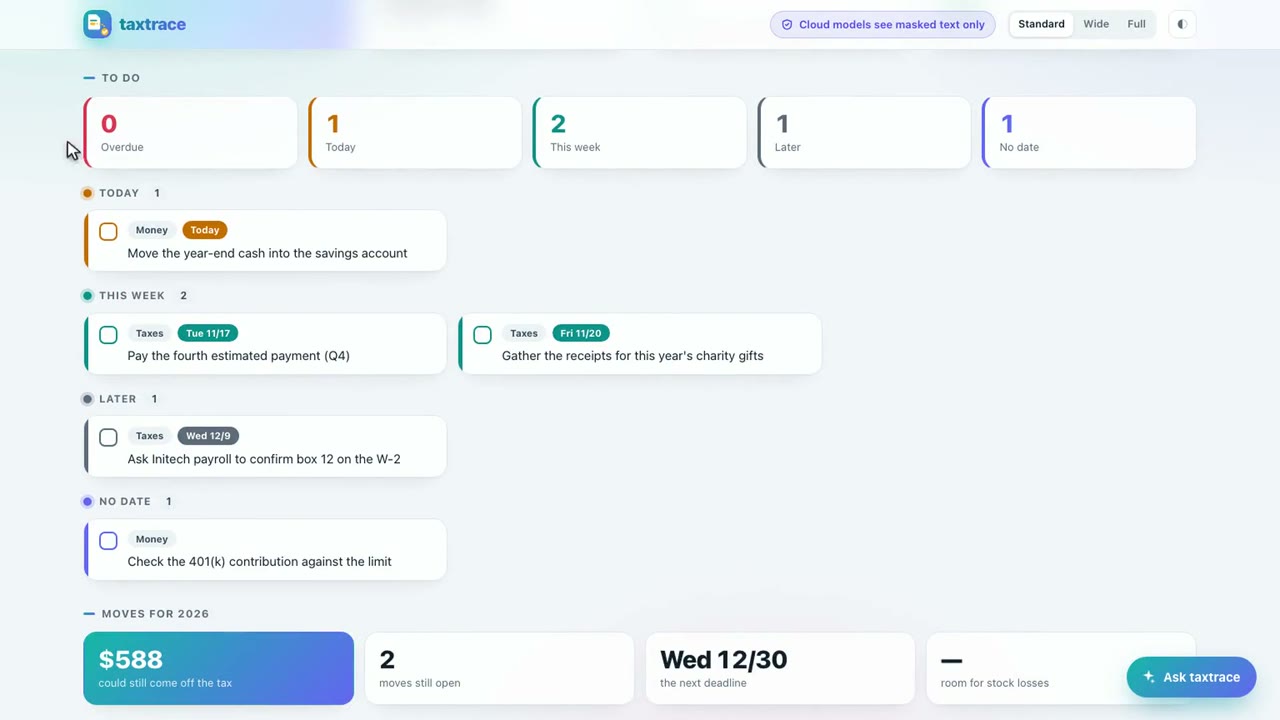 taxtrace
Cloud models see masked text only
Standard Wide Full
TO DO
0
Overdue
1
Today
2
This week
1
Later
1
No date
TODAY 1
Money Today
Move the year-end cash into the savings account
THIS WEEK 2
Taxes Tue 11/17
Pay the fourth estimated payment (Q4)
Taxes Fri 11/20
Gather the receipts for this year's charity gifts
LATER 1
Taxes Wed 12/9
Ask Initech payroll to confirm box 12 on the W-2
NO DATE 1
Money
Check the 401(k) contribution against the limit
MOVES FOR 2026
$588
could still come off the tax
2
moves still open
Wed 12/30
the next deadline
—
room for stock losses
Ask taxtrace